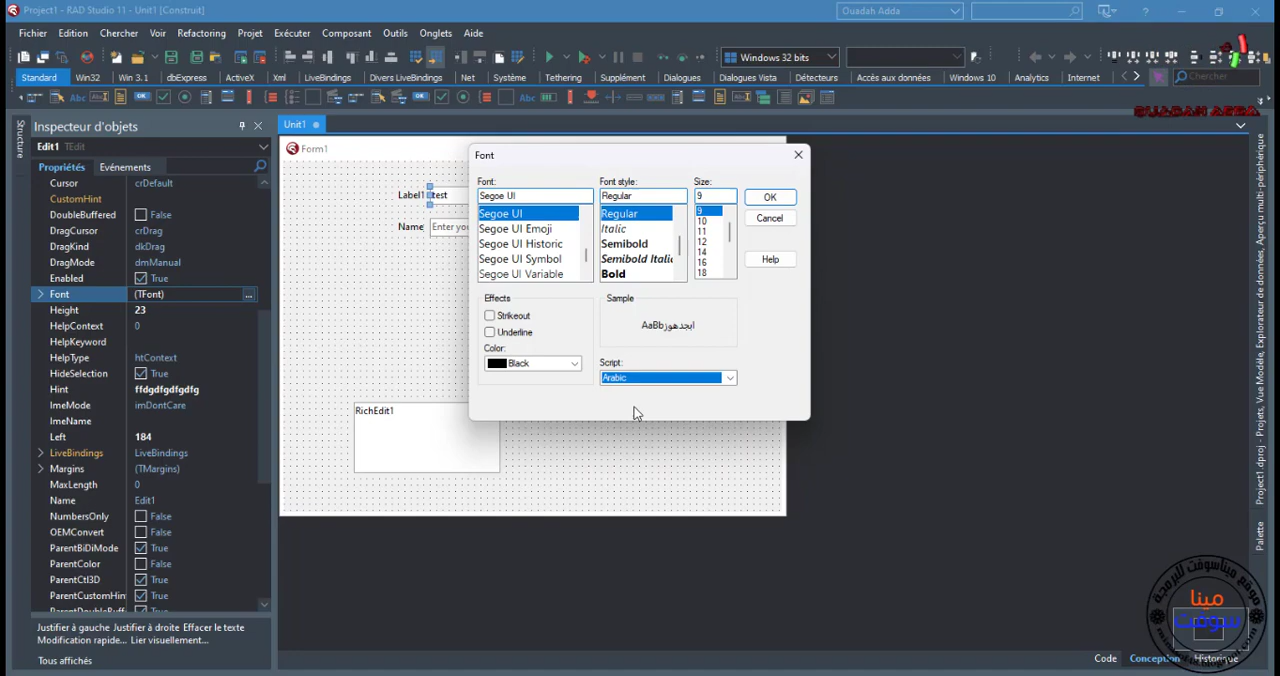 Project1 - RAD Studio 11 - Unit1 [Construit]
Ouadah Adda
Fichier Edition Chercher Voir Refactoring Projet Exécuter Composant Outils Onglets Aide
Windows 32 bits
Standard Win32 Win 3.1 dbExpress ActiveX Xml LiveBindings Divers LiveBindings Net Système Tethering Supplément Dialogues Dialogues Vista Détecteurs Accès aux données Windows 10 Analytics Internet Chercher
OUADAH ADDA
Structure
Inspecteur d'objets
Edit1 TEdit
Propriétés Evénements
Cursor crDefault
CustomHint
DoubleBuffered False
DragCursor crDrag
DragKind dkDrag
DragMode dmManual
Enabled True
Font (TFont) ...
Height 23
HelpContext 0
HelpKeyword
HelpType htContext
HideSelection True
Hint ffdgdfgdfgdfg
ImeMode imDontCare
ImeName
Left 184
LiveBindings LiveBindings
Margins (TMargins)
MaxLength 0
Name Edit1
NumbersOnly False
OEMConvert False
ParentBiDiMode True
ParentColor False
ParentCtl3D True
ParentCustomHin True
ParentDoubleBuff True
Justifier à gauche Justifier à droite Effacer le texte
Modification rapide... Lier visuellement...
Tous affichés
Unit1
Form1
Label1 test
Name Enter you
RichEdit1
Font
Font: Font style: Size:
Segoe UI Regular 9
Segoe UI
Segoe UI Emoji
Segoe UI Historic
Segoe UI Symbol
Segoe UI Variable
Regular
Italic
Semibold
Semibold Italic
Bold
9
10
11
12
14
16
18
OK
Cancel
Help
Effects
Strikeout
Underline
Color:
Black
Sample
AaBbابجدهوز
Script:
Arabic
Project1.dproj - Projets, Vue Modèle, Explorateur de données, Aperçu multi-périphérique
Palette
موقع ميناسوفت للبرمجة
مينا
سوفت
Code Conception Historique